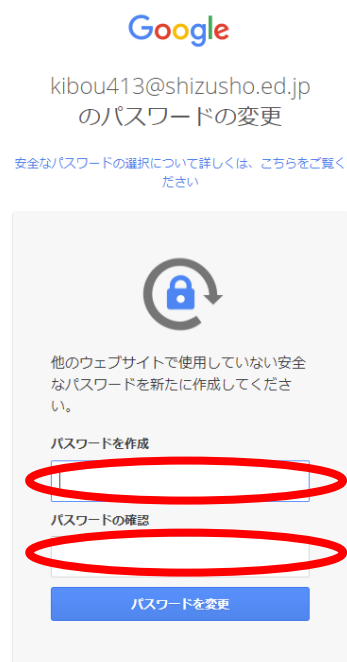 Google
kibou413@shizusho.ed.jp
のパスワードの変更
安全なパスワードの選択について詳しくは、こちらをご覧く
ださい
他のウェブサイトで使用していない安全
なパスワードを新たに作成してくださ
い。
パスワードを作成
パスワードの確認
パスワードを変更